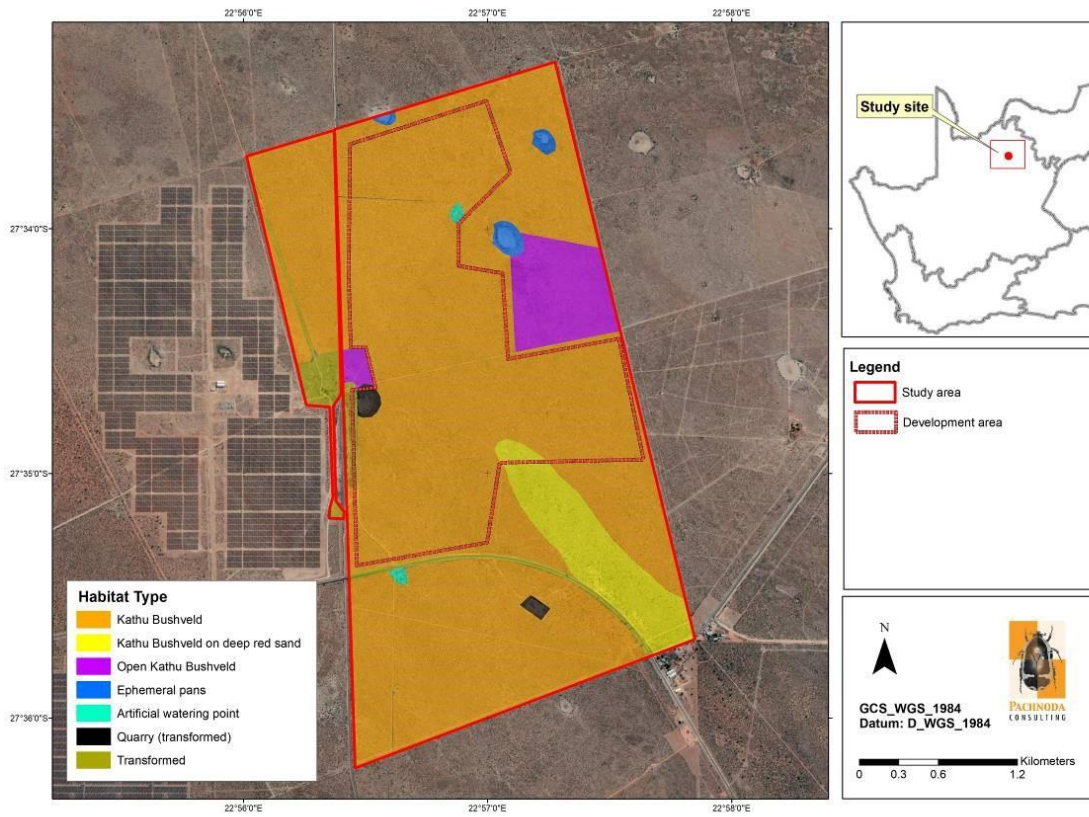 22°56'0"E
22°57'0"E
22°58'0"E
27°34'0"S
27°35'0"S
27°36'0"S
22°56'0"E
22°57'0"E
22°58'0"E
Habitat Type
Kathu Bushveld
Kathu Bushveld on deep red sand
Open Kathu Bushveld
Ephemeral pans
Artificial watering point
Quarry (transformed)
Transformed
Study site
Legend
Study area
Development area
N
GCS_WGS_1984
Datum: D_WGS_1984
PACHNODA
CONSULTING
Kilometers
0 0.3 0.6 1.2